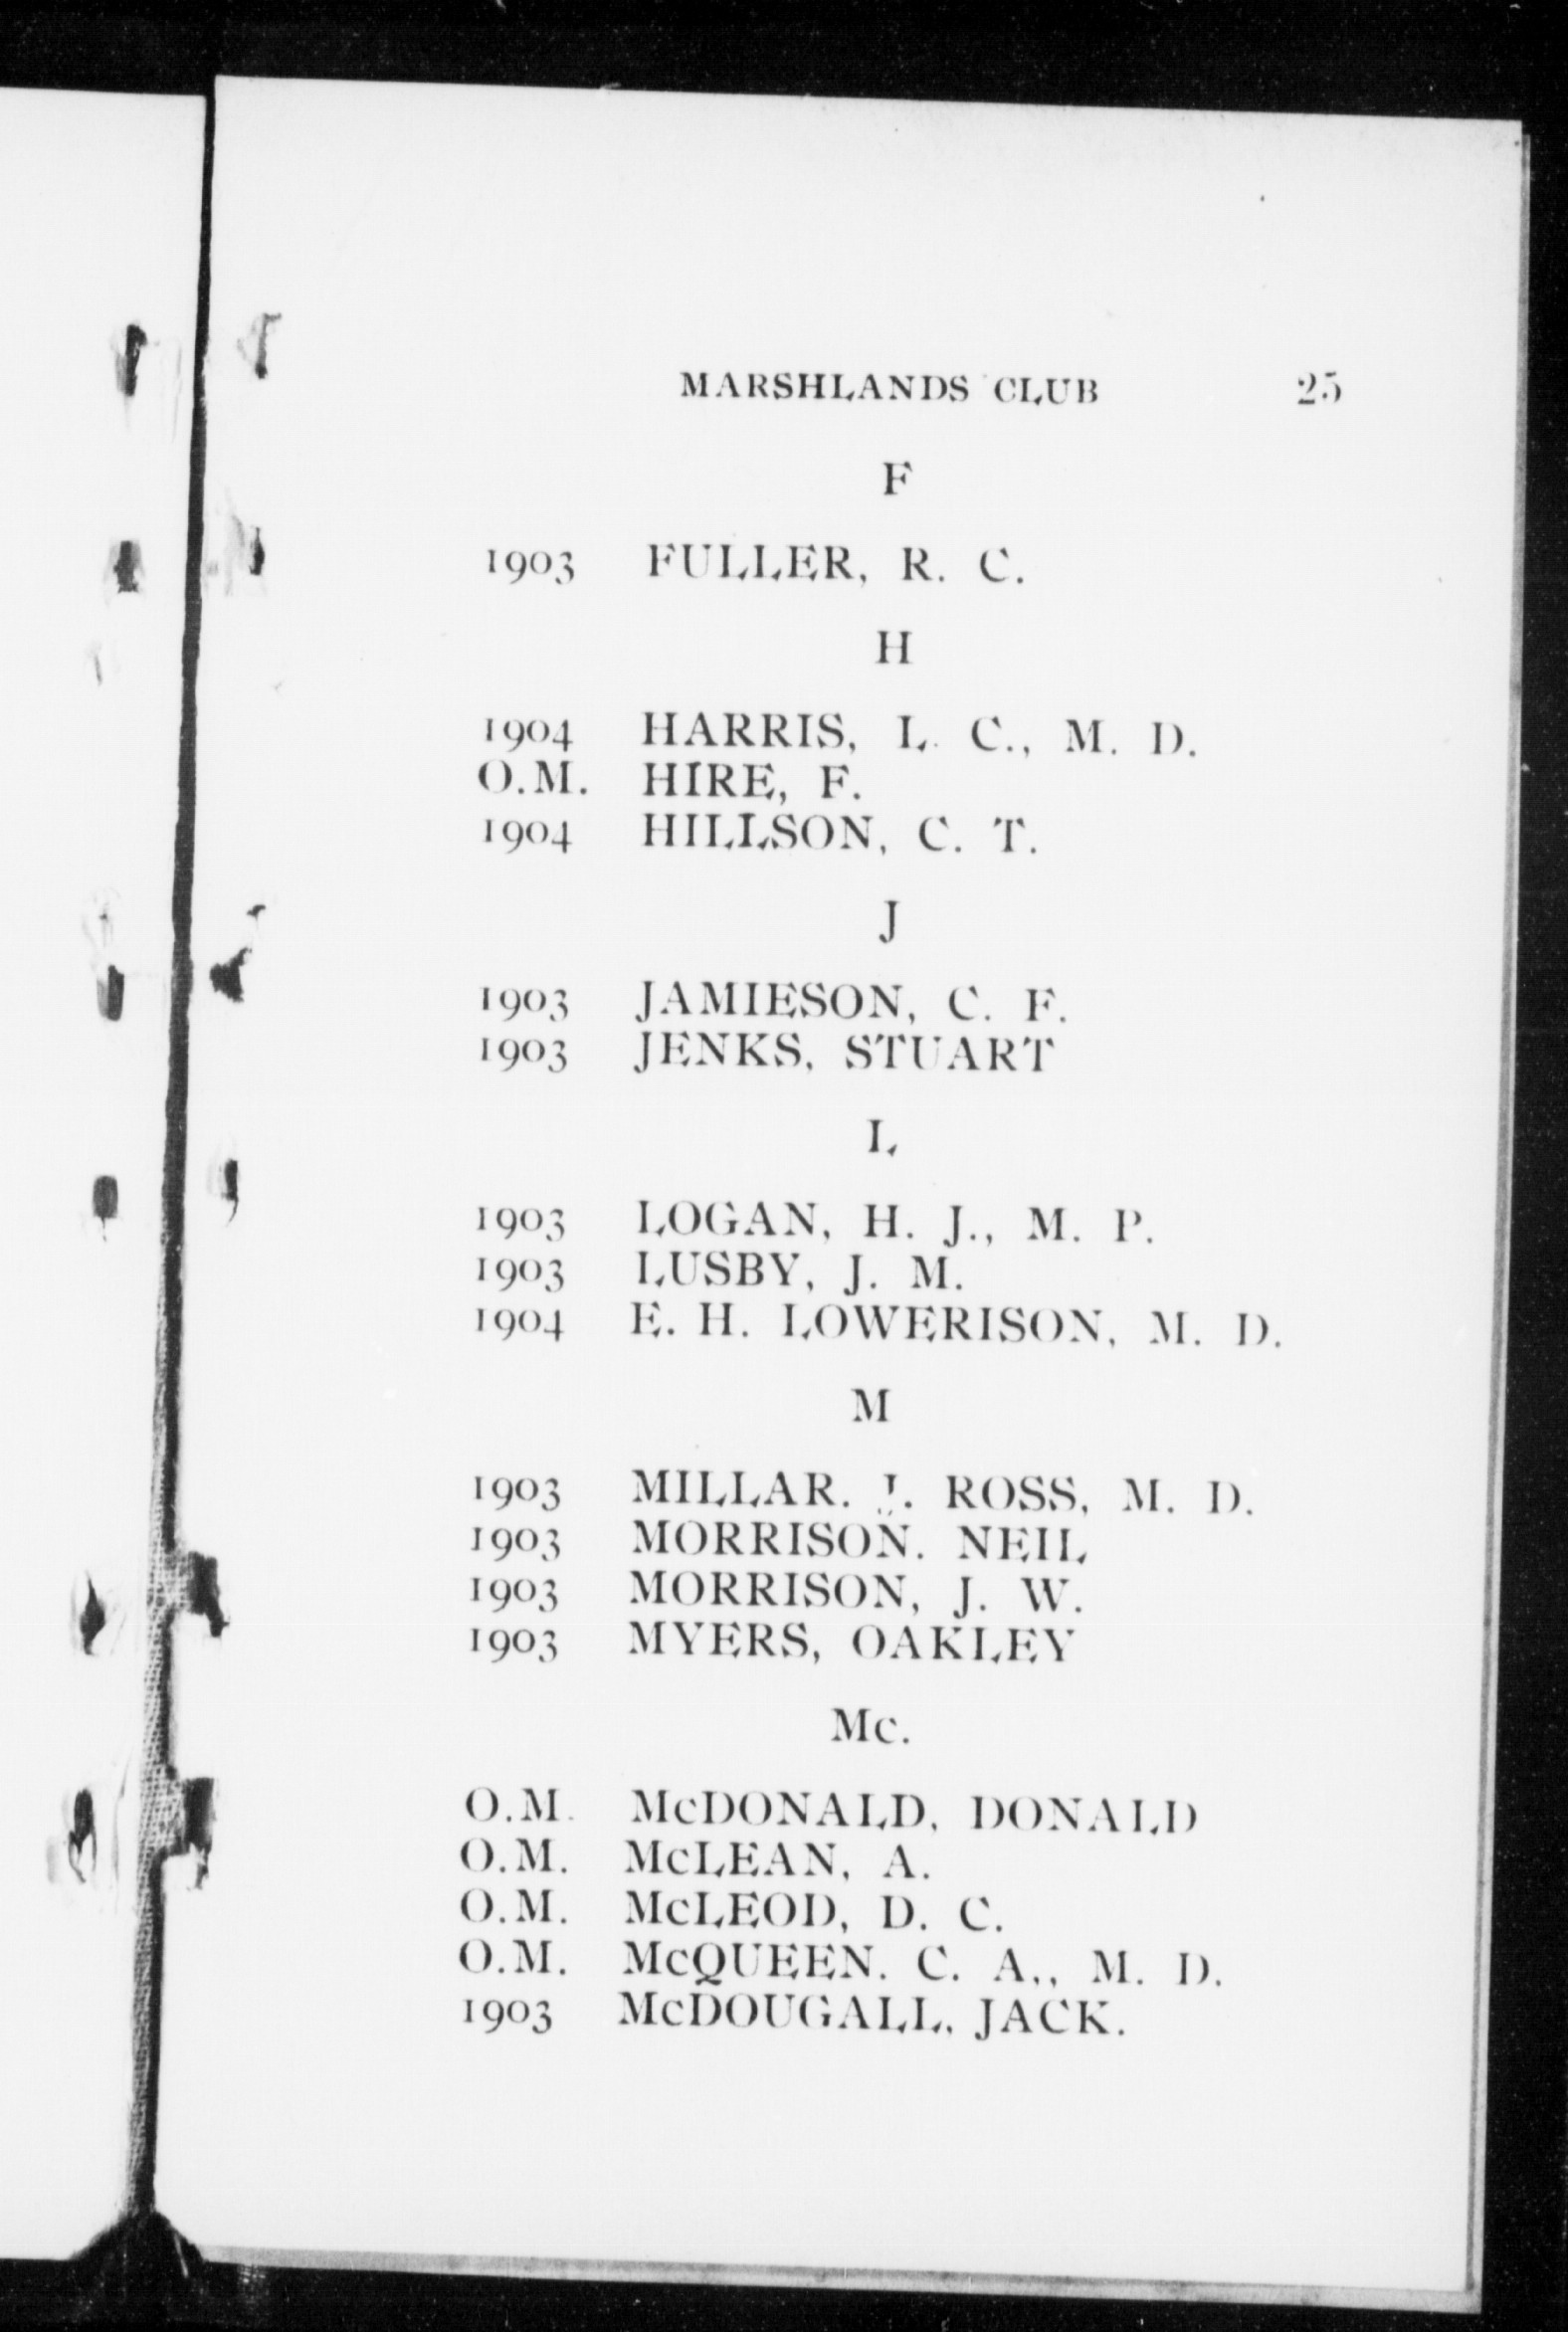 MARSHLANDS CLUB 25
F
1903 FULLER, R. C.
H
1904 HARRIS, L. C., M. D.
O.M. HIRE, F.
1904 HILLSON, C. T.
J
1903 JAMIESON, C. F.
1903 JENKS, STUART
L
1903 LOGAN, H. J., M. P.
1903 LUSBY, J. M.
1904 E. H. LOWERISON, M. D.
M
1903 MILLAR. J. ROSS, M. D.
1903 MORRISON. NEIL
1903 MORRISON, J. W.
1903 MYERS, OAKLEY
Mc.
O.M. McDONALD, DONALD
O.M. McLEAN, A.
O.M. McLEOD, D. C.
O.M. McQUEEN. C. A., M. D.
1903 McDOUGALL, JACK.